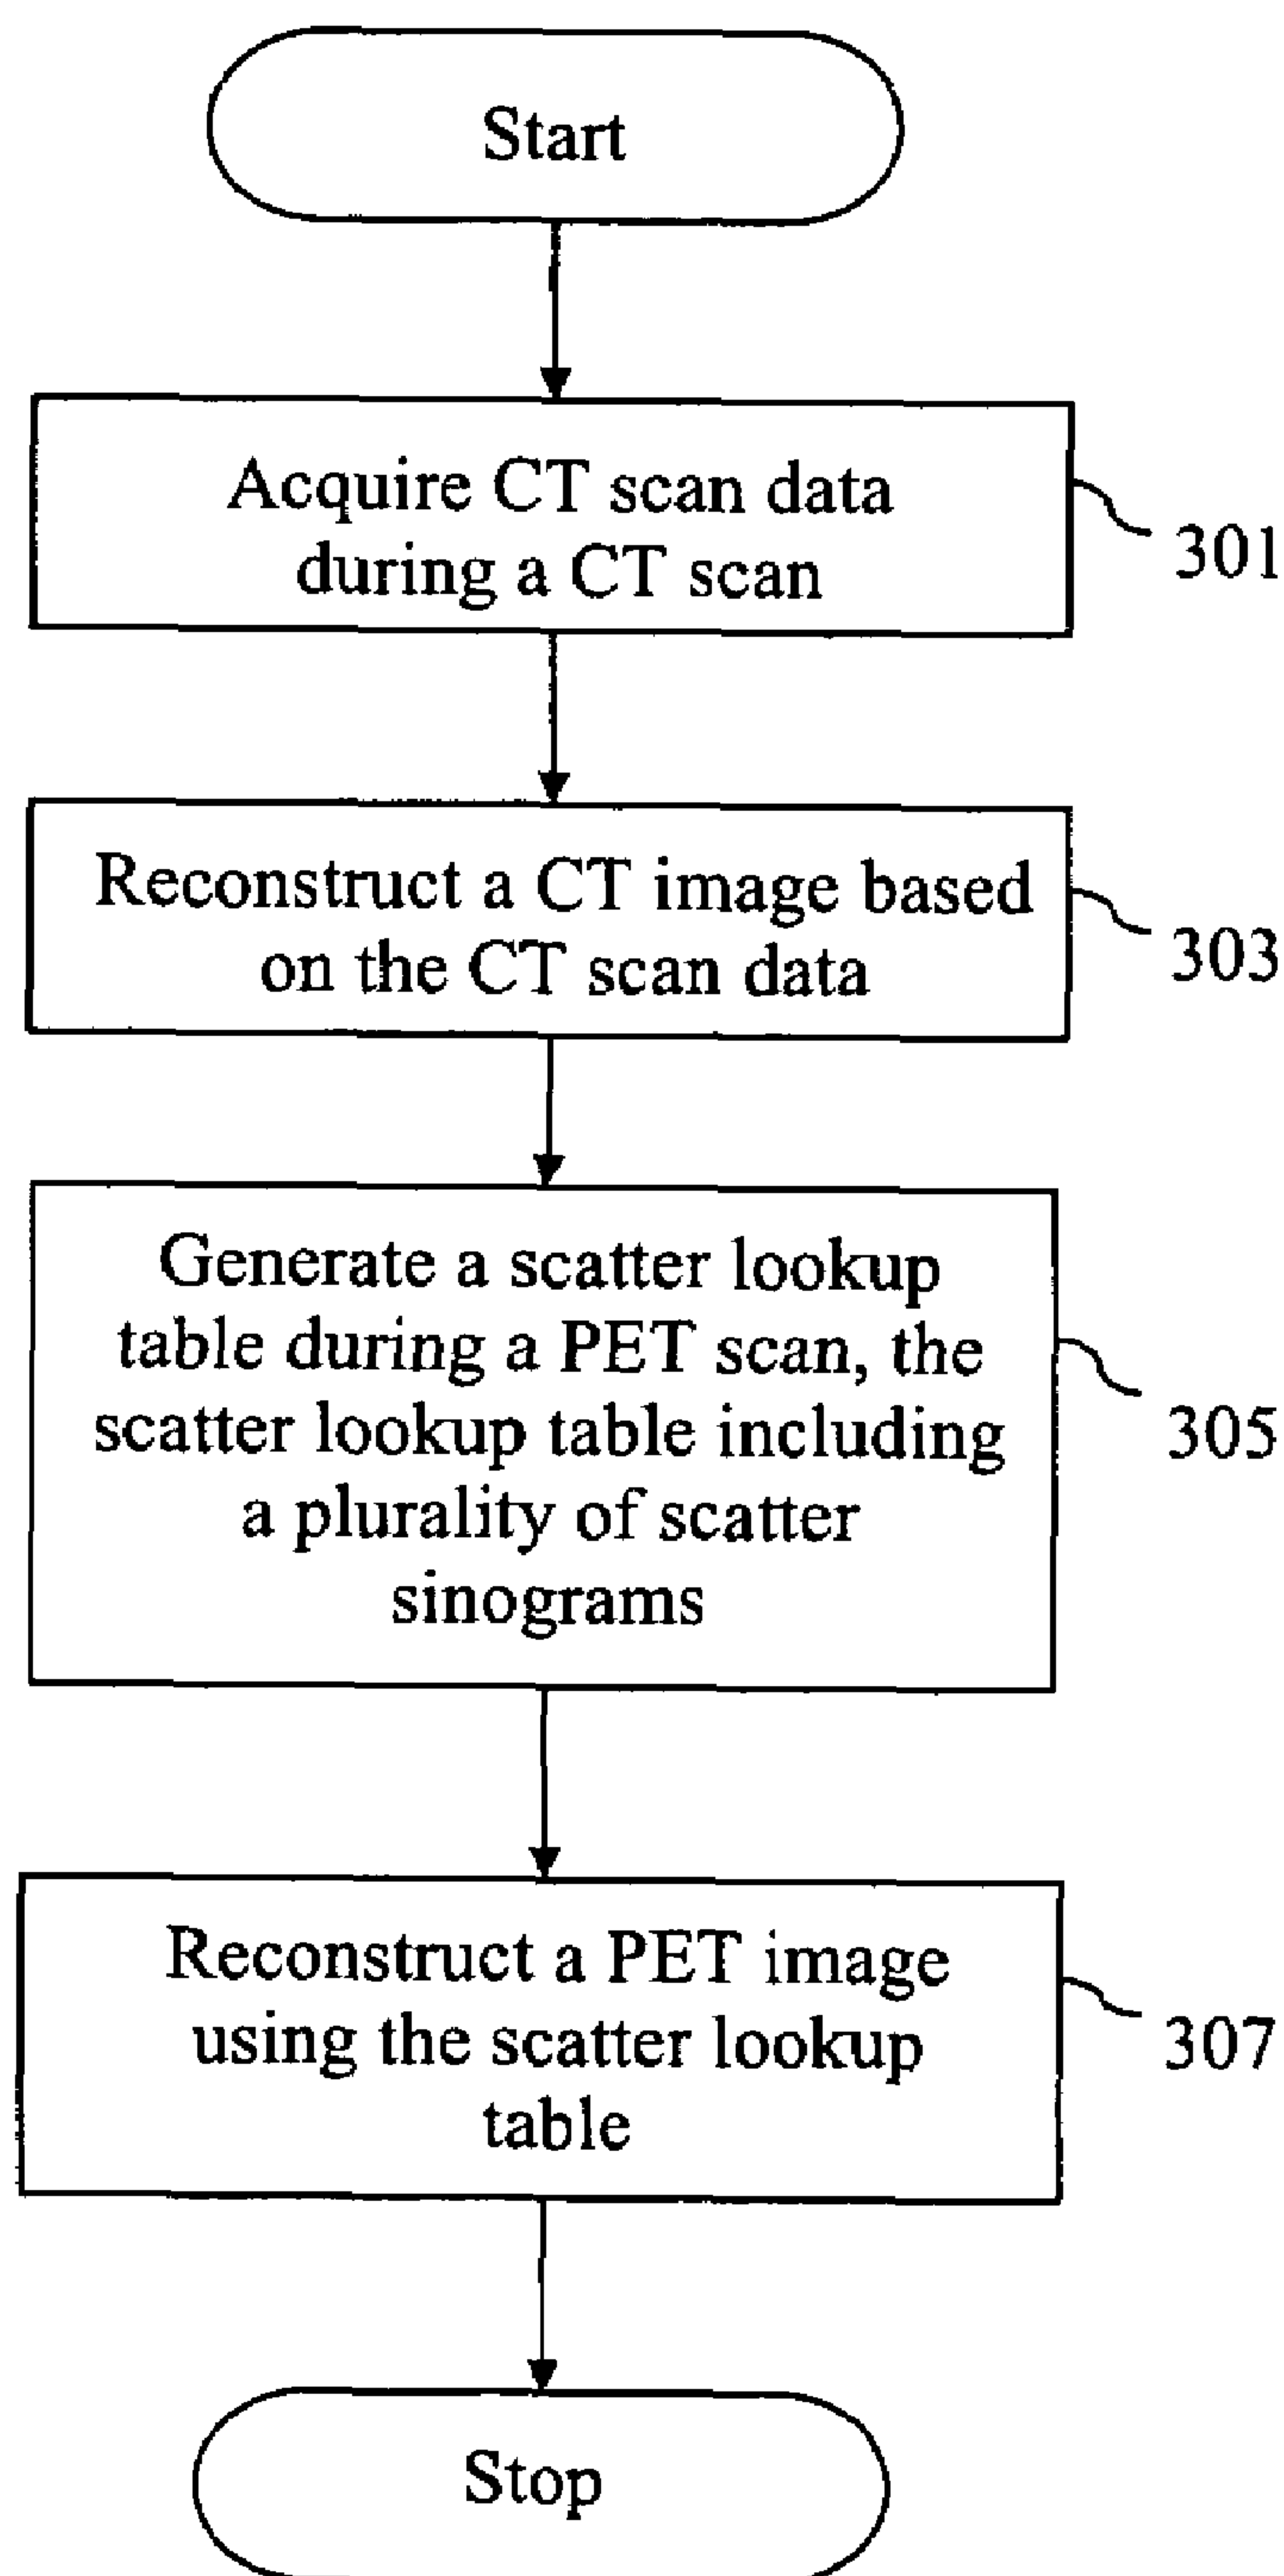 Start
Acquire CT scan data
during a CT scan
301
Reconstruct a CT image based
on the CT scan data
303
Generate a scatter lookup
table during a PET scan, the
scatter lookup table including
a plurality of scatter
sinograms
305
Reconstruct a PET image
using the scatter lookup
table
307
Stop